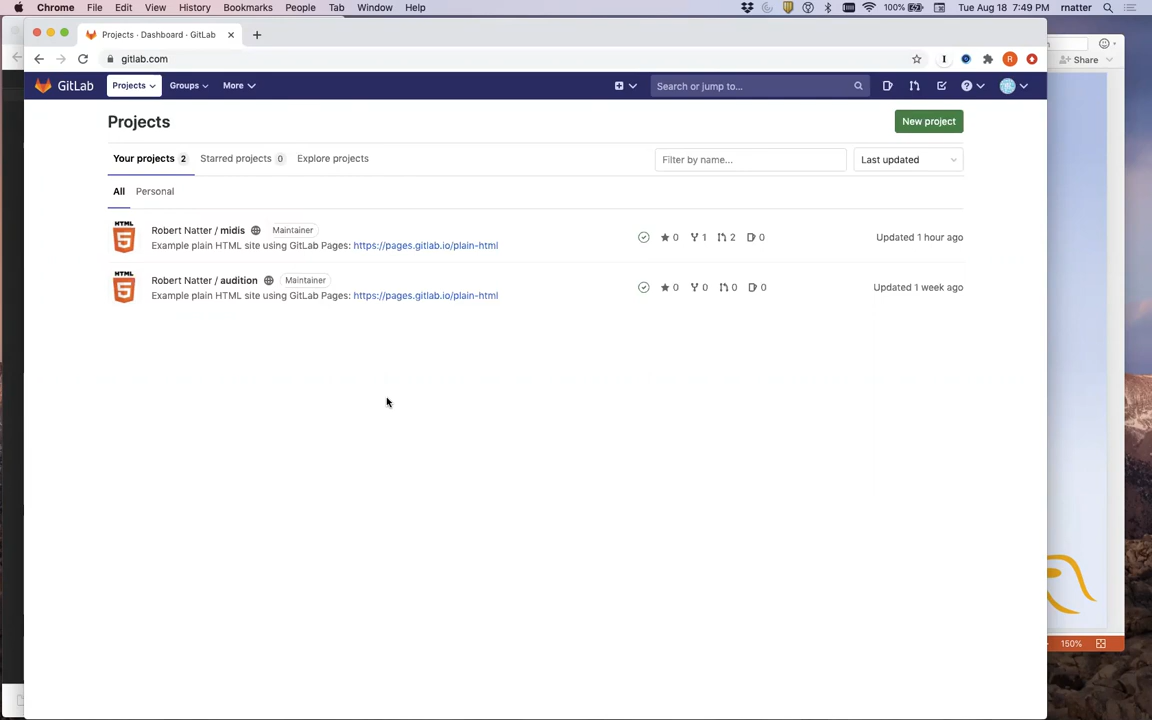 Chrome File Edit View History Bookmarks People Tab Window Help 100% Tue Aug 18 7:49 PM rnatter
Projects · Dashboard · GitLab
gitlab.com
Share
GitLab Projects Groups More Search or jump to...
Projects New project
Your projects 2 Starred projects 0 Explore projects Filter by name... Last updated
All Personal
HTML 5 Robert Natter / midis Maintainer
Example plain HTML site using GitLab Pages: https://pages.gitlab.io/plain-html 0 1 2 0 Updated 1 hour ago
HTML 5 Robert Natter / audition Maintainer
Example plain HTML site using GitLab Pages: https://pages.gitlab.io/plain-html 0 0 0 0 Updated 1 week ago
150%